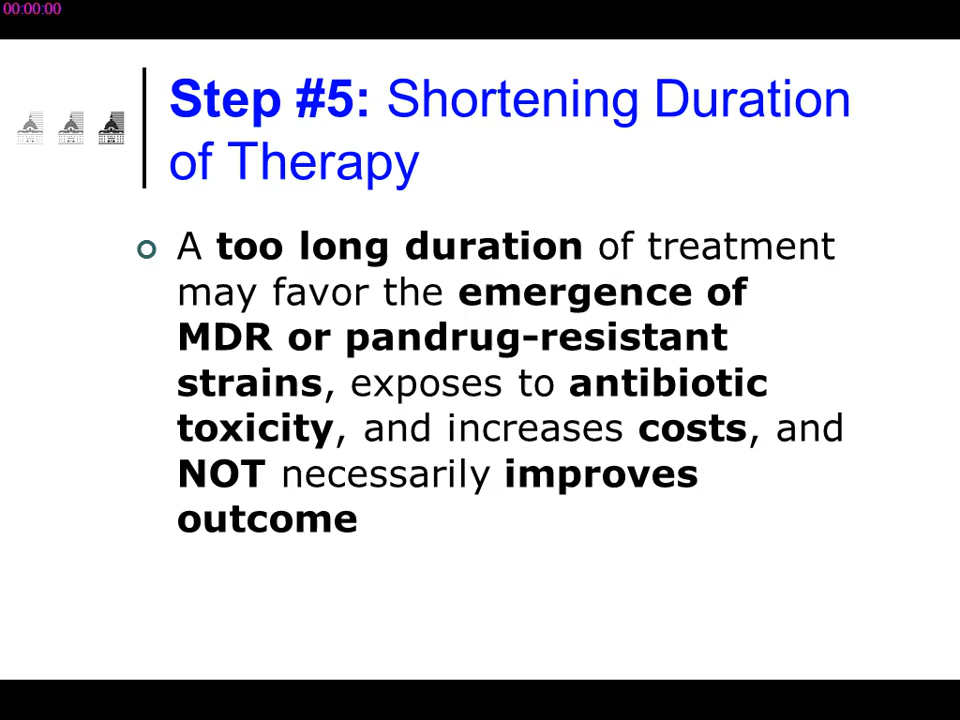 00:00:00
Step #5: Shortening Duration
of Therapy
A too long duration of treatment
may favor the emergence of
MDR or pandrug-resistant
strains, exposes to antibiotic
toxicity, and increases costs, and
NOT necessarily improves
outcome